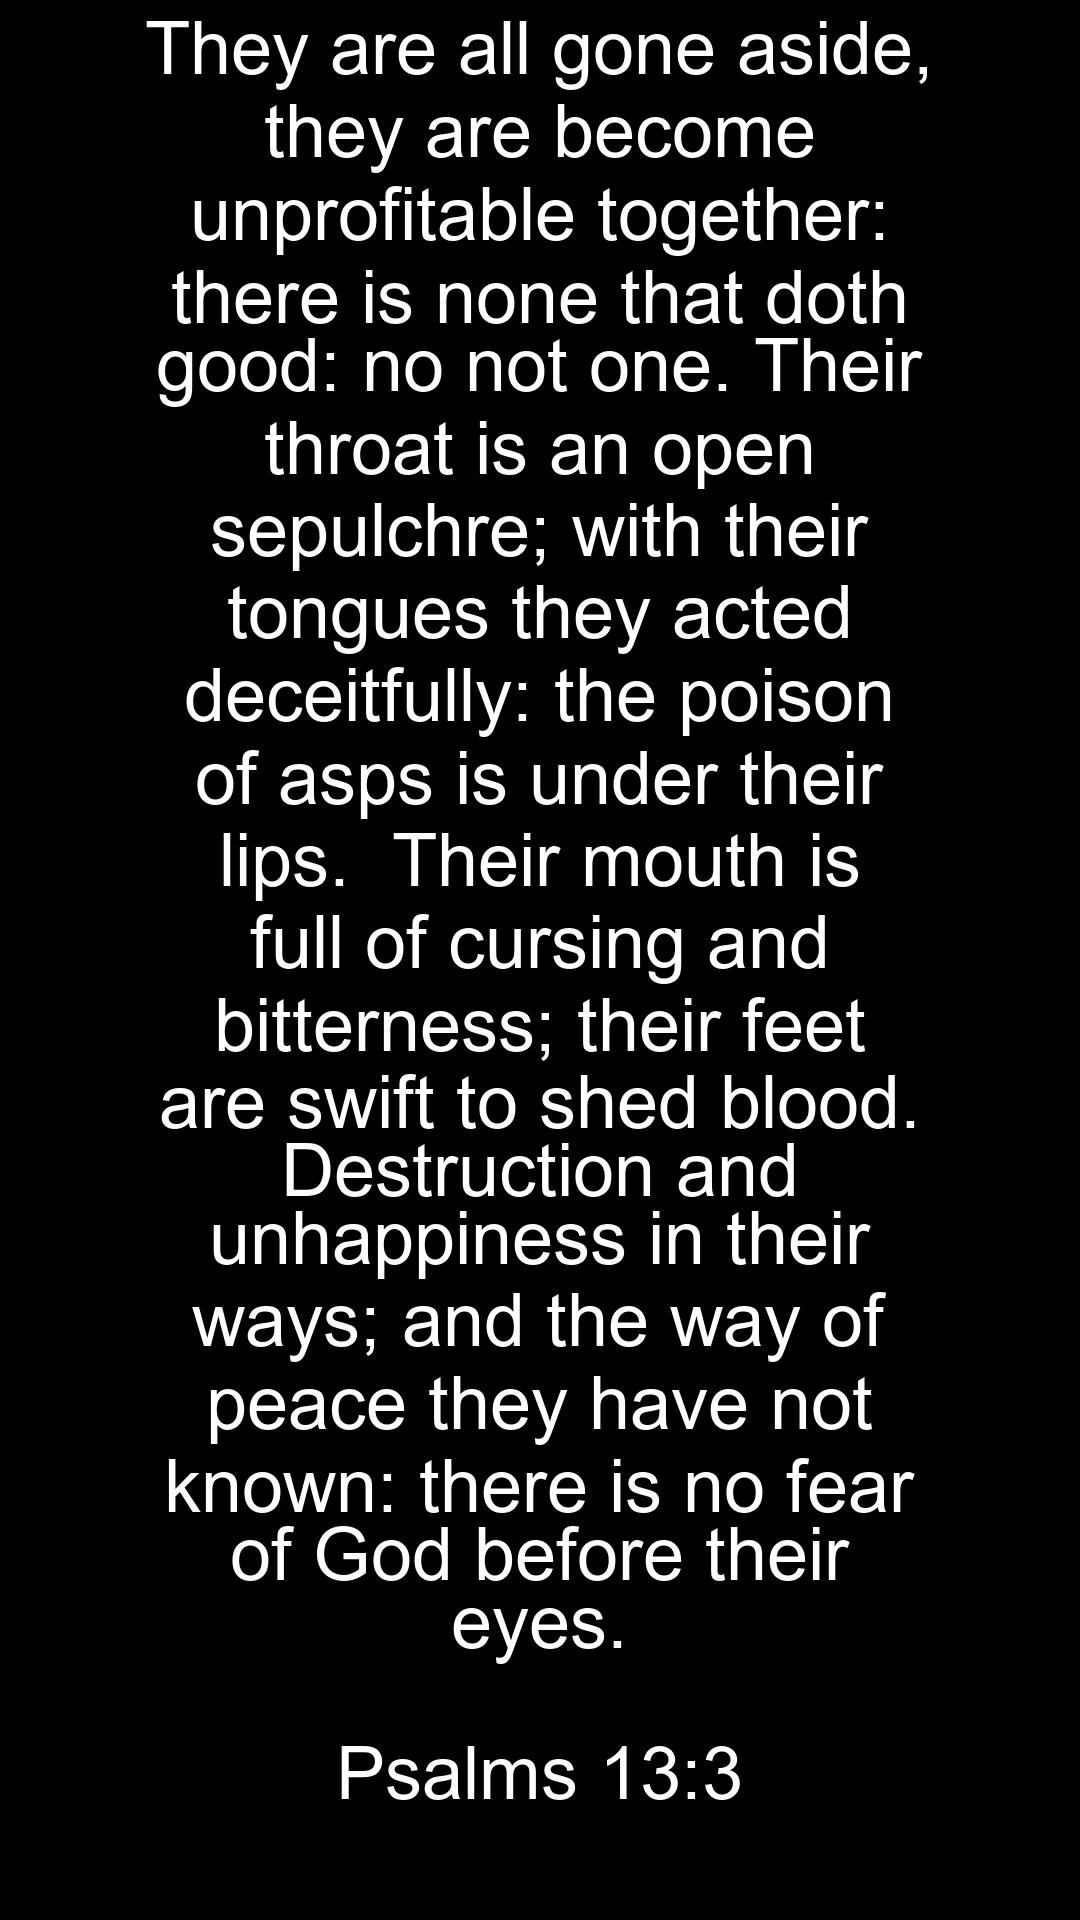 They are all gone aside,
they are become
unprofitable together:
there is none that doth
good: no not one. Their
throat is an open
sepulchre; with their
tongues they acted
deceitfully: the poison
of asps is under their
lips.  Their mouth is
full of cursing and
bitterness; their feet
are swift to shed blood.
Destruction and
unhappiness in their
ways; and the way of
peace they have not
known: there is no fear
of God before their
eyes.
Psalms 13:3